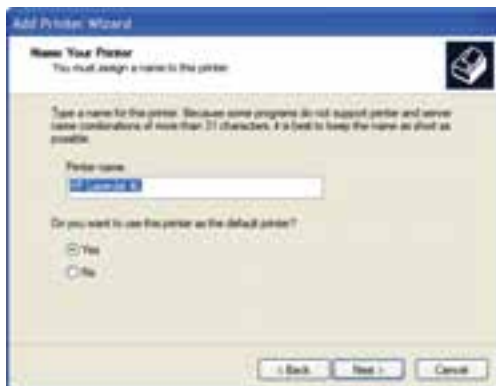 Add Printer Wizard
Name Your Printer
You must assign a name to this printer.
Type a name for this printer. Because some programs do not support printer and server
name combinations of more than 31 characters, it is best to keep the name as short as
possible.
Printer name:
HP LaserJet
Do you want to use this printer as the default printer?
Yes
No
< Back
Next >
Cancel